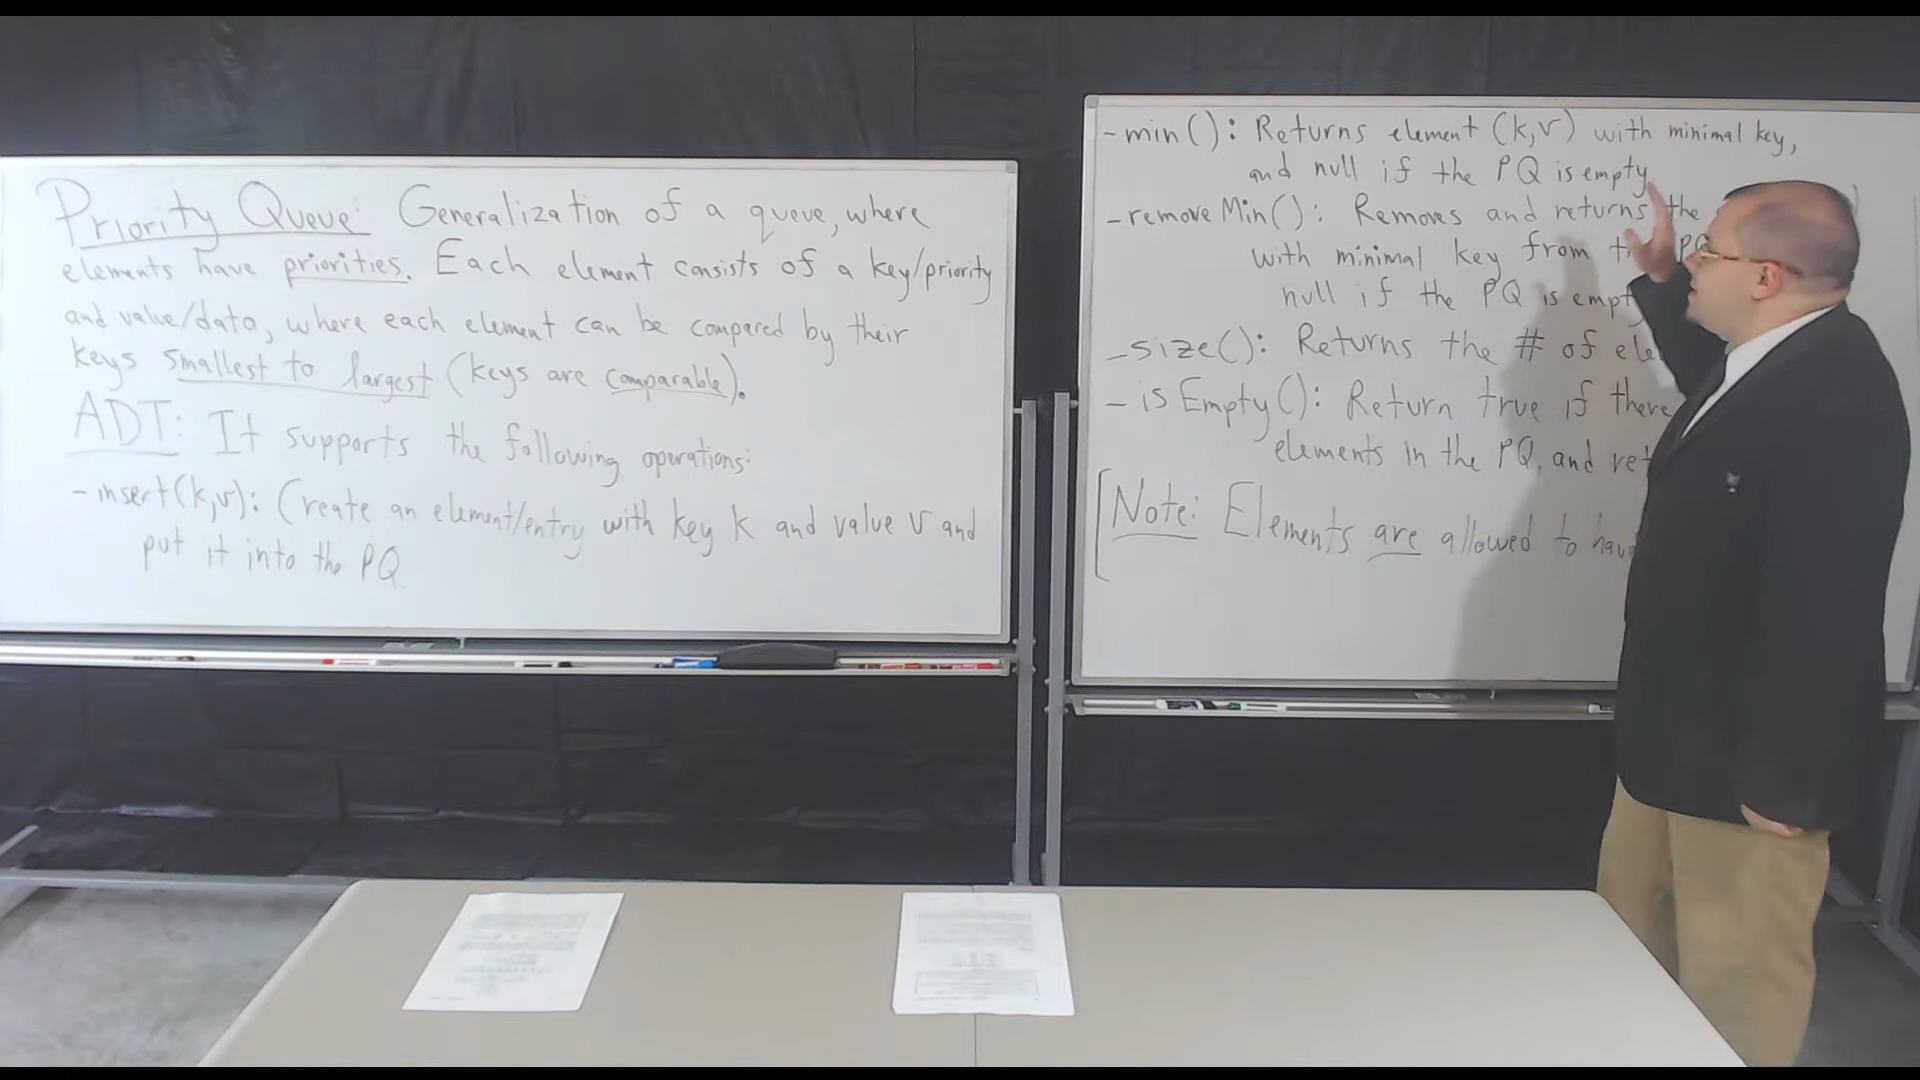 Priority Queue: Generalization of a queue, where
elements have priorities. Each element consists of a key/priority
and value/data, where each element can be compared by their
keys smallest to largest (keys are comparable).
ADT: It supports the following operations:
- insert(k,v): Create an element/entry with key k and value v and
put it into the PQ.
- min(): Returns element (k,v) with minimal key,
and null if the PQ is empty.
- removeMin(): Removes and returns the
with minimal key from PQ
null if the PQ is empty
- size(): Returns the # of
- isEmpty(): Return true if there
elements in the PQ, and
[Note: Elements are allowed to